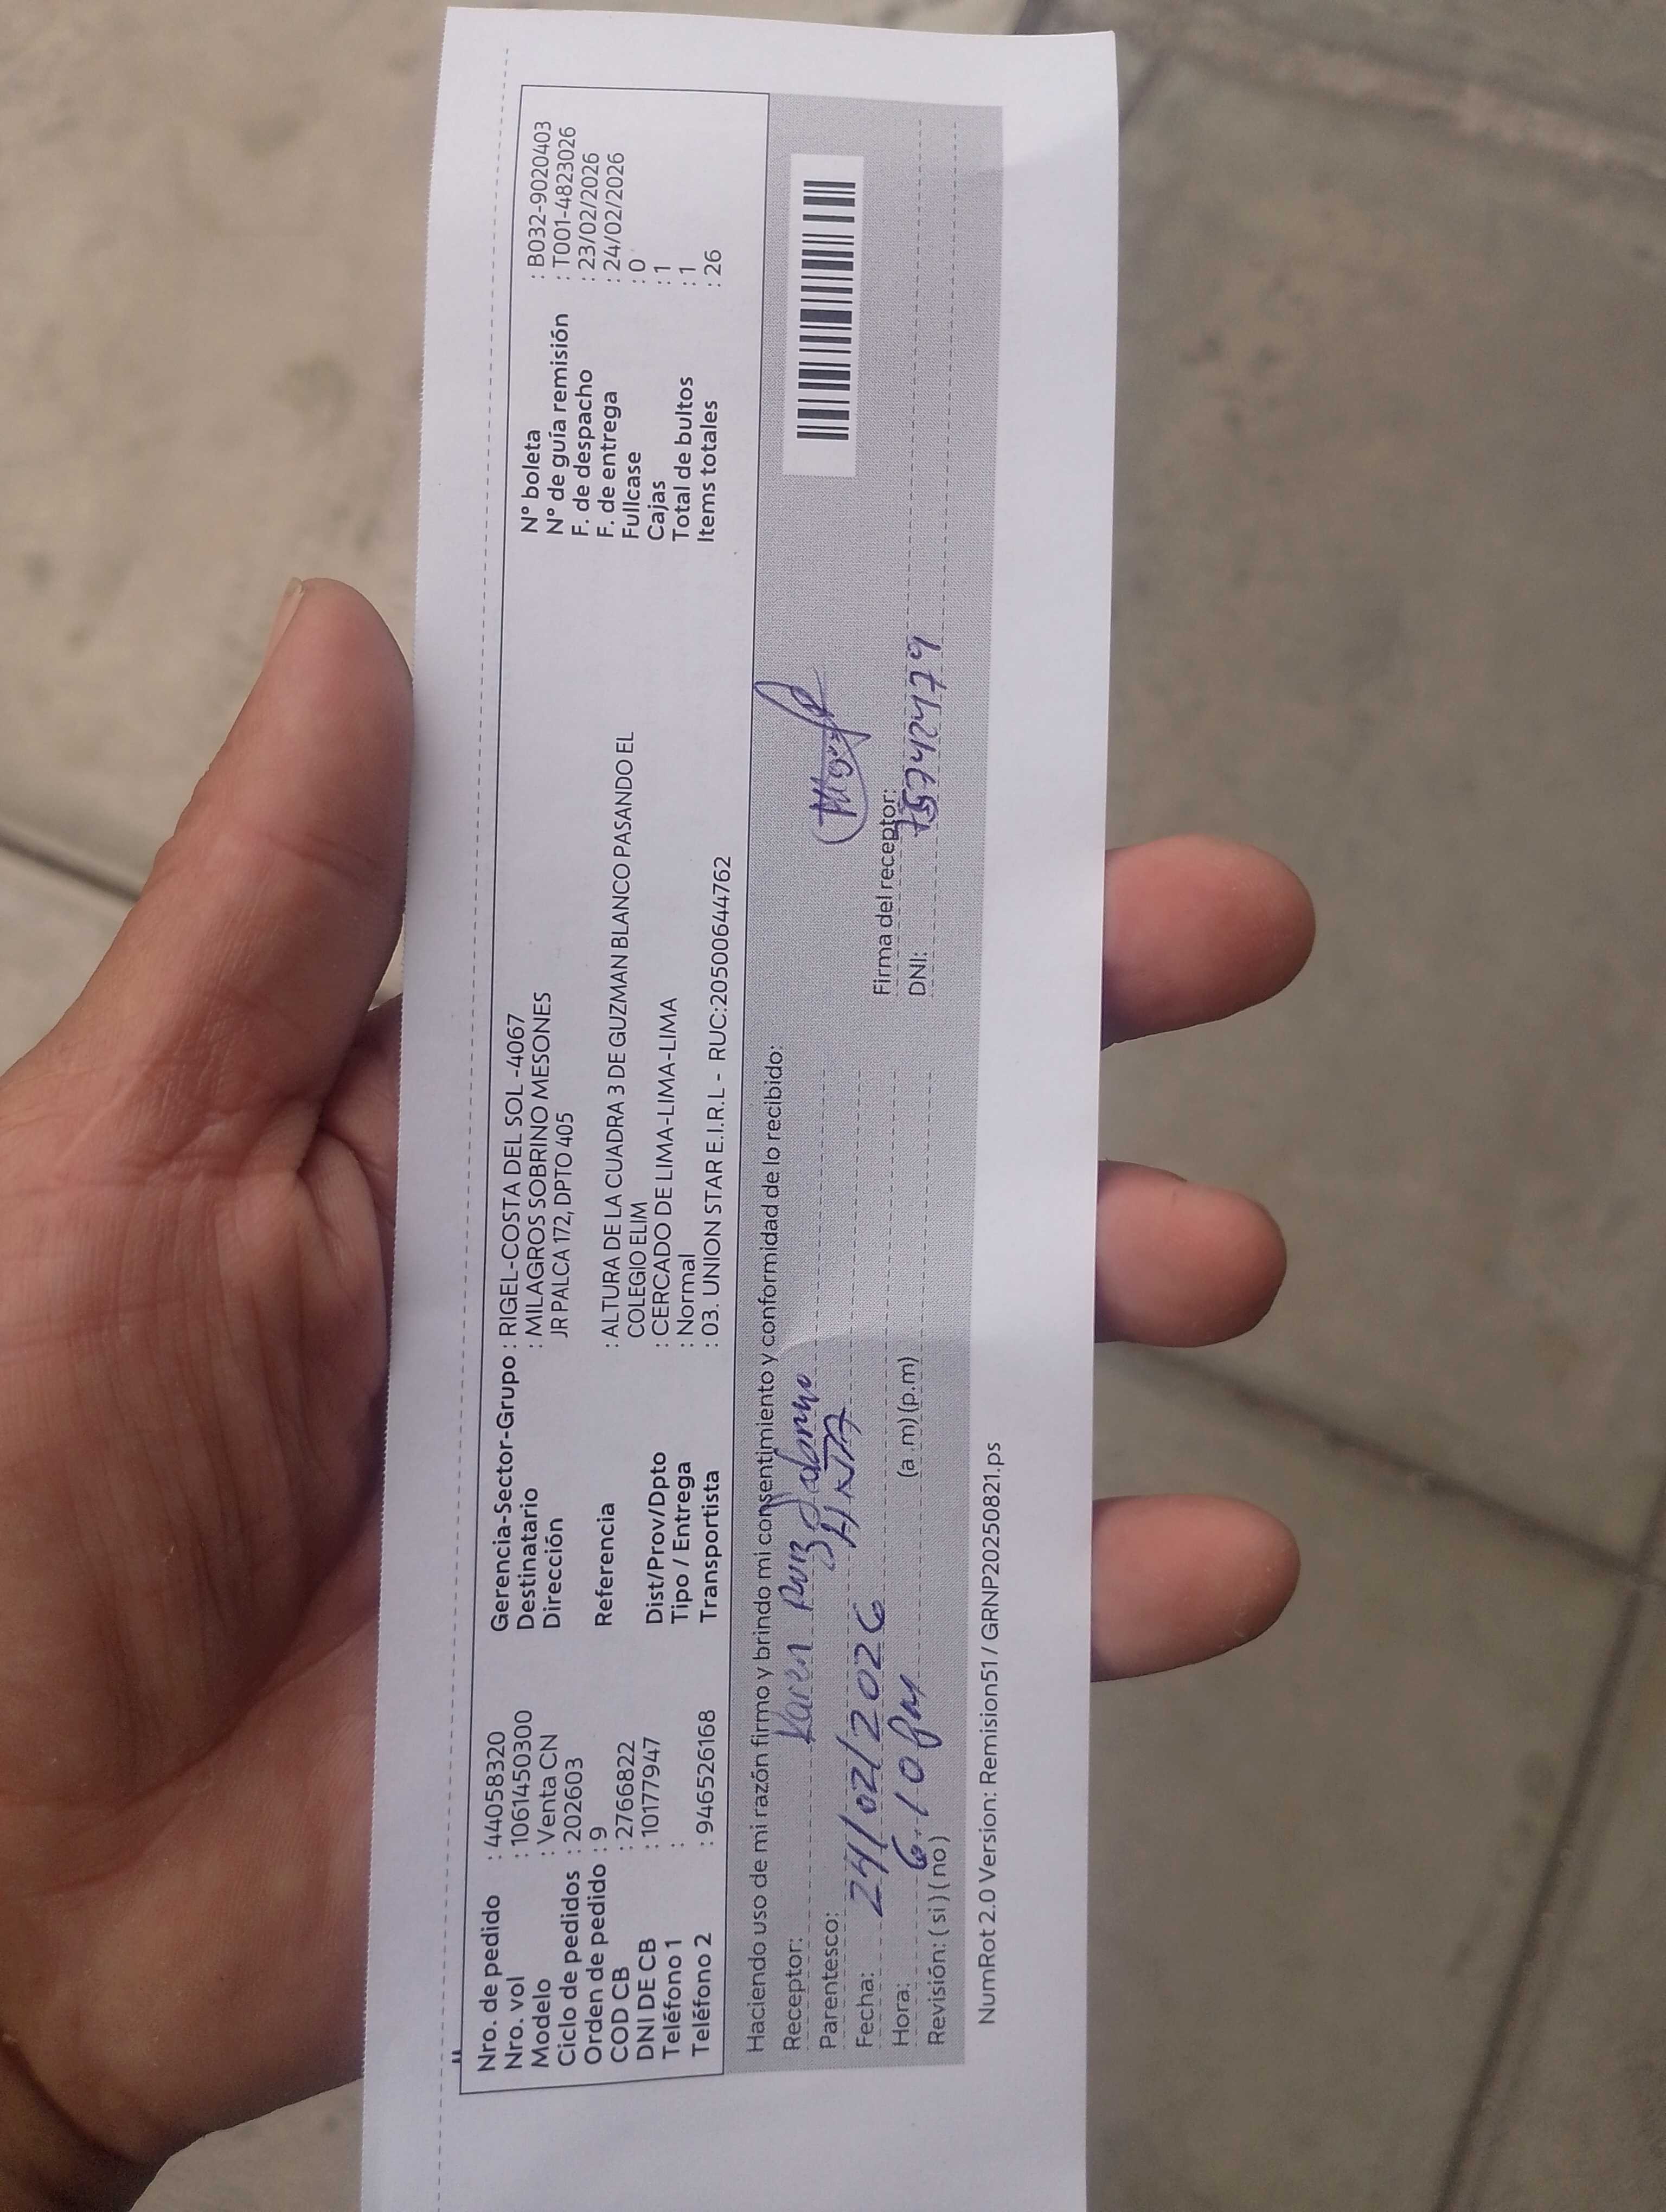 Nro. de pedido : 44058320
Nro. vol : 1061450300
Modelo : Venta CN
Ciclo de pedidos : 202603
Orden de pedido : 9
COD CB : 2766822
DNI DE CB : 10177947
Teléfono 1 :
Teléfono 2 : 946526168
Gerencia-Sector-Grupo : RIGEL-COSTA DEL SOL -4067
Destinatario : MILAGROS SOBRINO MESONES
Dirección JR PALCA 172, DPTO 405
Referencia : ALTURA DE LA CUADRA 3 DE GUZMAN BLANCO PASANDO EL
COLEGIO ELIM
Dist/Prov/Dpto : CERCADO DE LIMA-LIMA-LIMA
Tipo / Entrega : Normal
Transportista : 03. UNION STAR E.I.R.L - RUC:20500644762
N° boleta : B032-9020403
N° de guía remisión : T001-4823026
F. de despacho : 23/02/2026
F. de entrega : 24/02/2026
Fullcase : 0
Cajas : 1
Total de bultos : 1
Items totales : 26
Haciendo uso de mi razón firmo y brindo mi consentimiento y conformidad de lo recibido:
Receptor: Karen
Parentesco:
Fecha: 24/02/2026
Hora: 6:10 pm (a.m) (p.m)
Revisión: ( si ) ( no )
Firma del receptor:
DNI: 75742479
NumRot 2.0 Version: Remision51 / GRNP20250821.ps